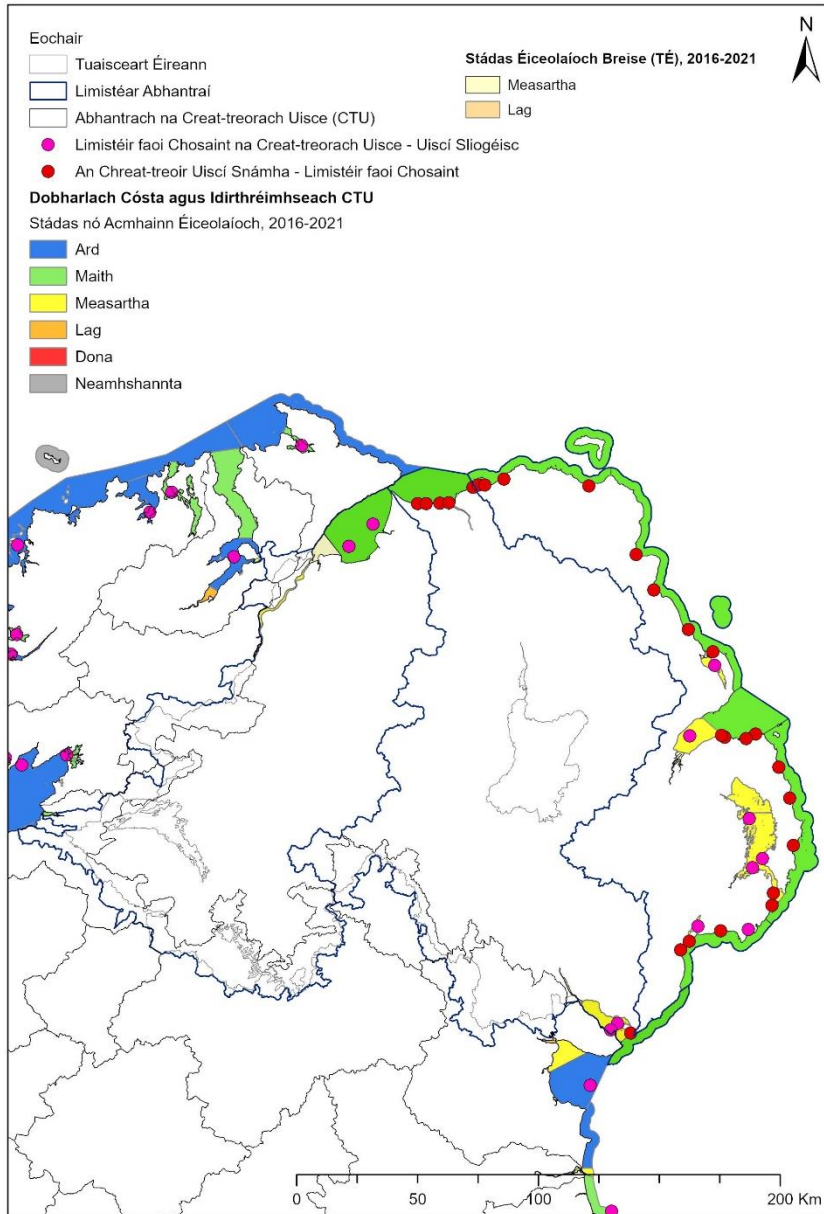 Eochair
Tuaisceart Éireann
Limistéar Abhantraí
Abhantrach na Creat-treorach Uisce (CTU)
Limistéir faoi Chosaint na Creat-treorach Uisce - Uiscí Sliogéisc
An Chreat-treoir Uiscí Snámha - Limistéir faoi Chosaint
Dobharlach Cósta agus Idirthréimhseach CTU
Stádas nó Acmhainn Éiceolaíoch, 2016-2021
Ard
Maith
Measartha
Lag
Dona
Neamhshannta
Stádas Éiceolaíoch Breise (TÉ), 2016-2021
Measartha
Lag
N
0 50 100 200 Km